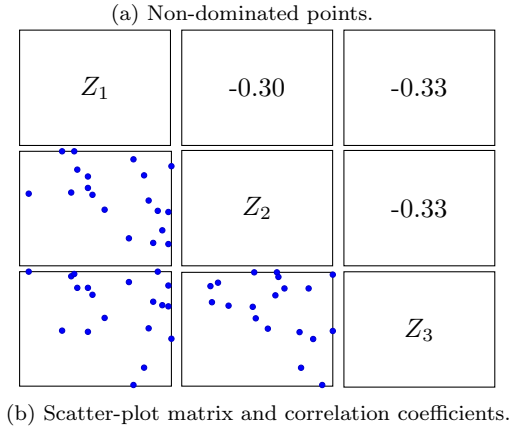 (a) Non-dominated points.
Z₁ -0.30 -0.33
Z₂ -0.33
Z₃
(b) Scatter-plot matrix and correlation coefficients.